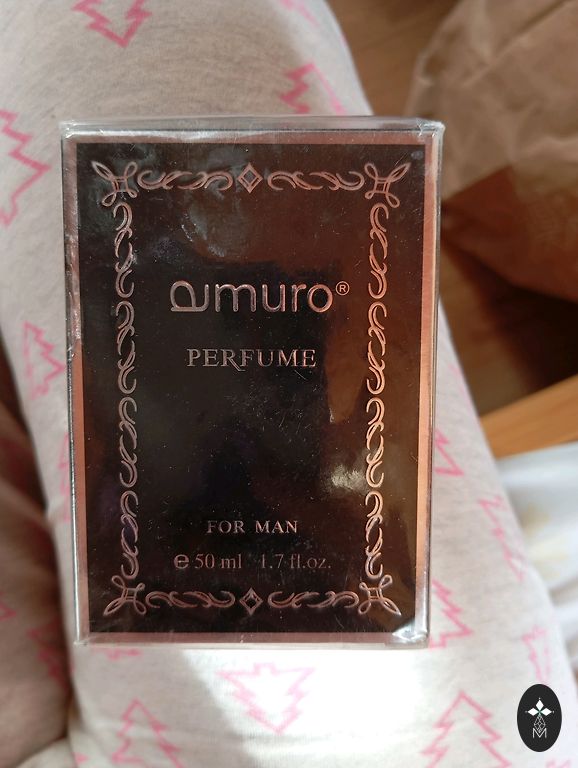 amuro®
PERFUME
FOR MAN
℮ 50 ml 1.7 fl.oz.
M